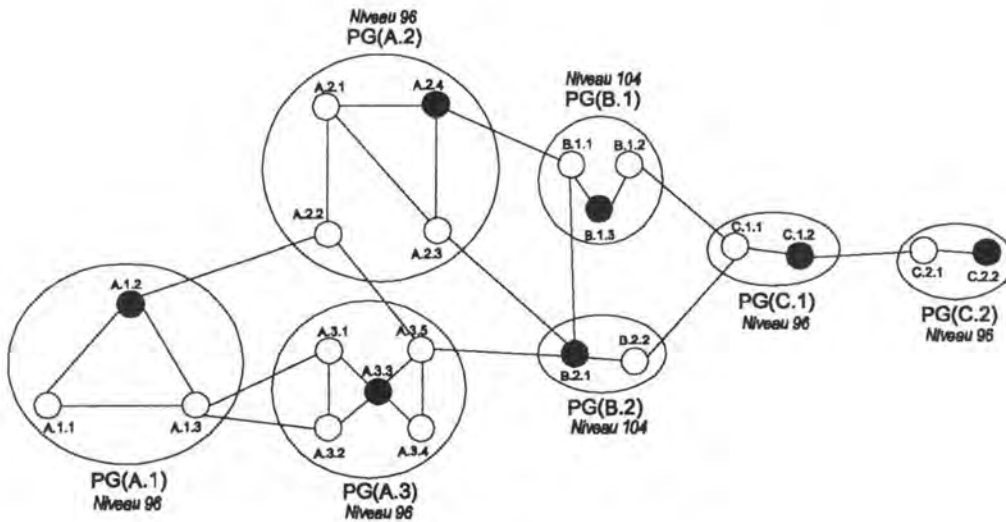 Niveau 96
PG(A.2)
A.2.1
A.2.4
A.2.2
A.2.3
Niveau 104
PG(B.1)
B.1.1
B.1.2
B.1.3
C.1.1
C.1.2
PG(C.1)
Niveau 96
C.2.1
C.2.2
PG(C.2)
Niveau 96
A.1.2
A.1.1
A.1.3
PG(A.1)
Niveau 96
A.3.1
A.3.5
A.3.3
A.3.2
A.3.4
PG(A.3)
Niveau 96
B.2.1
B.2.2
PG(B.2)
Niveau 104